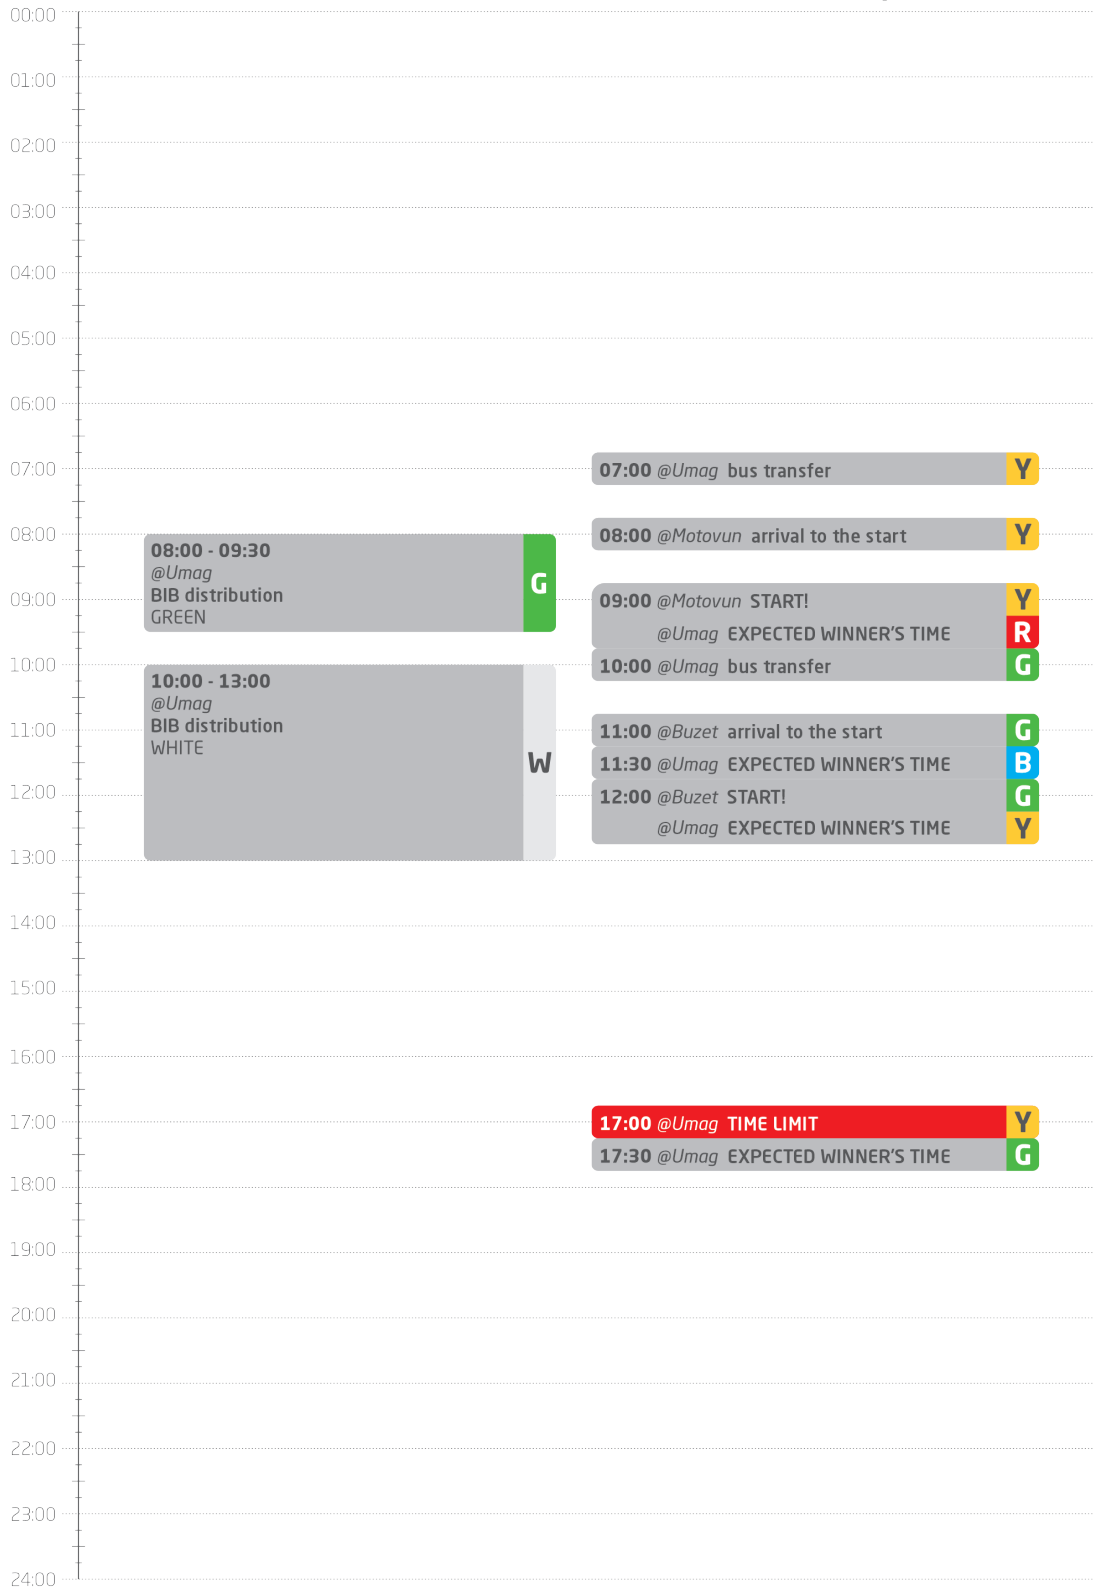 00:00
01:00
02:00
03:00
04:00
05:00
06:00
07:00
08:00
09:00
10:00
11:00
12:00
13:00
14:00
15:00
16:00
17:00
18:00
19:00
20:00
21:00
22:00
23:00
24:00
08:00 - 09:30
@Umag
BIB distribution
GREEN
G
10:00 - 13:00
@Umag
BIB distribution
WHITE
W
07:00 @Umag bus transfer Y
08:00 @Motovun arrival to the start Y
09:00 @Motovun START! Y
@Umag EXPECTED WINNER'S TIME R
10:00 @Umag bus transfer G
11:00 @Buzet arrival to the start G
11:30 @Umag EXPECTED WINNER'S TIME B
12:00 @Buzet START! G
@Umag EXPECTED WINNER'S TIME Y
17:00 @Umag TIME LIMIT Y
17:30 @Umag EXPECTED WINNER'S TIME G